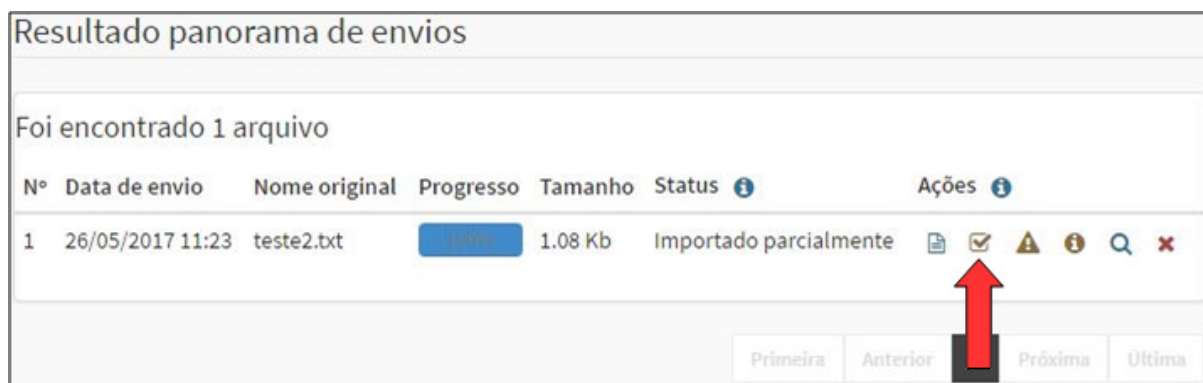 Resultado panorama de envios
Foi encontrado 1 arquivo
Nº Data de envio Nome original Progresso Tamanho Status Ações
1 26/05/2017 11:23 teste2.txt 100% 1.08 Kb Importado parcialmente
Primeira Anterior Próxima Última